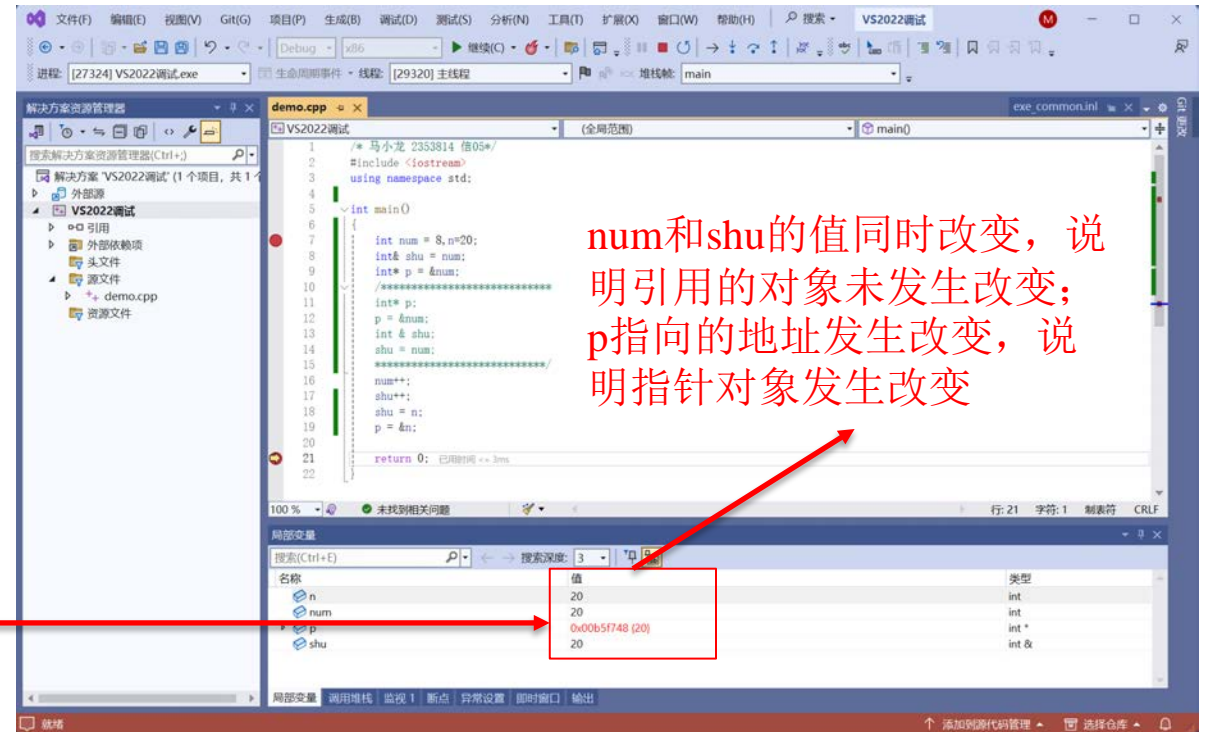 文件(F) 编辑(E) 视图(V) Git(G) 项目(P) 生成(B) 调试(D) 测试(S) 分析(N) 工具(T) 扩展(X) 窗口(W) 帮助(H) 搜索 VS2022调试 M
Debug x86 继续(C)
进程: [27324] VS2022调试.exe 生命周期事件 线程: [29320] 主线程 堆栈帧: main
解决方案资源管理器
搜索解决方案资源管理器(Ctrl+;)
解决方案 'VS2022调试' (1 个项目, 共 1 个
外部源
VS2022调试
引用
外部依赖项
头文件
源文件
demo.cpp
资源文件
demo.cpp exe_common.inl
VS2022调试 (全局范围) main()
1 /* 马小龙 2353814 信05*/
2 #include <iostream>
3 using namespace std;
4
5 int main()
6 {
7 int num = 8,n=20;
8 int& shu = num;
9 int* p = &num;
10 /****************************
11 int* p;
12 p = &num;
13 int & shu;
14 shu = num;
15 ****************************/
16 num++;
17 shu++;
18 shu = n;
19 p = &n;
20
21 return 0; 已用时间 <= 1ms
22 }
num和shu的值同时改变，说
明引用的对象未发生改变；
p指向的地址发生改变，说
明指针对象发生改变
100 % 未找到相关问题 行: 21 字符: 1 制表符 CRLF
局部变量
搜索(Ctrl+E) 搜索深度: 3
名称 值 类型
n 20 int
num 20 int
p 0x00b5f748 {20} int *
shu 20 int &
局部变量 调用堆栈 监视 1 断点 异常设置 即时窗口 输出
就绪 添加到源代码管理 选择仓库
Git 更改